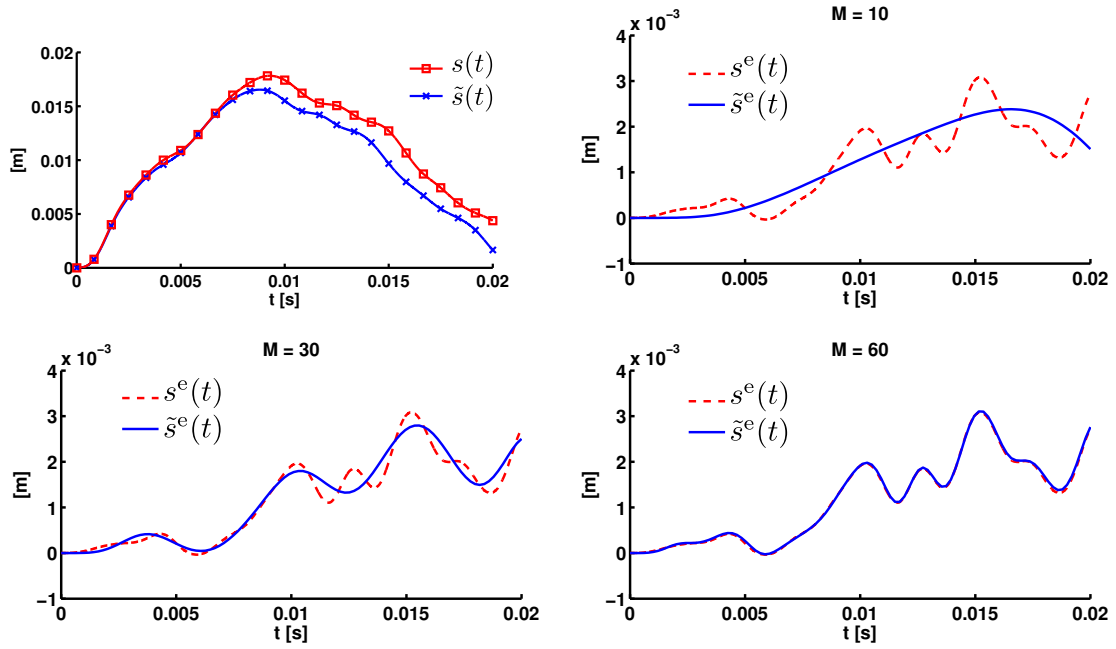 0.02
0.015
0.01
0.005
0
[m]
s(t)
s̃(t)
0 0.005 0.01 0.015 0.02
t [s]
M = 10
x 10⁻³
4
3
2
1
0
−1
[m]
sᵉ(t)
s̃ᵉ(t)
0 0.005 0.01 0.015 0.02
t [s]
M = 30
x 10⁻³
4
3
2
1
0
−1
[m]
sᵉ(t)
s̃ᵉ(t)
0 0.005 0.01 0.015 0.02
t [s]
M = 60
x 10⁻³
4
3
2
1
0
−1
[m]
sᵉ(t)
s̃ᵉ(t)
0 0.005 0.01 0.015 0.02
t [s]